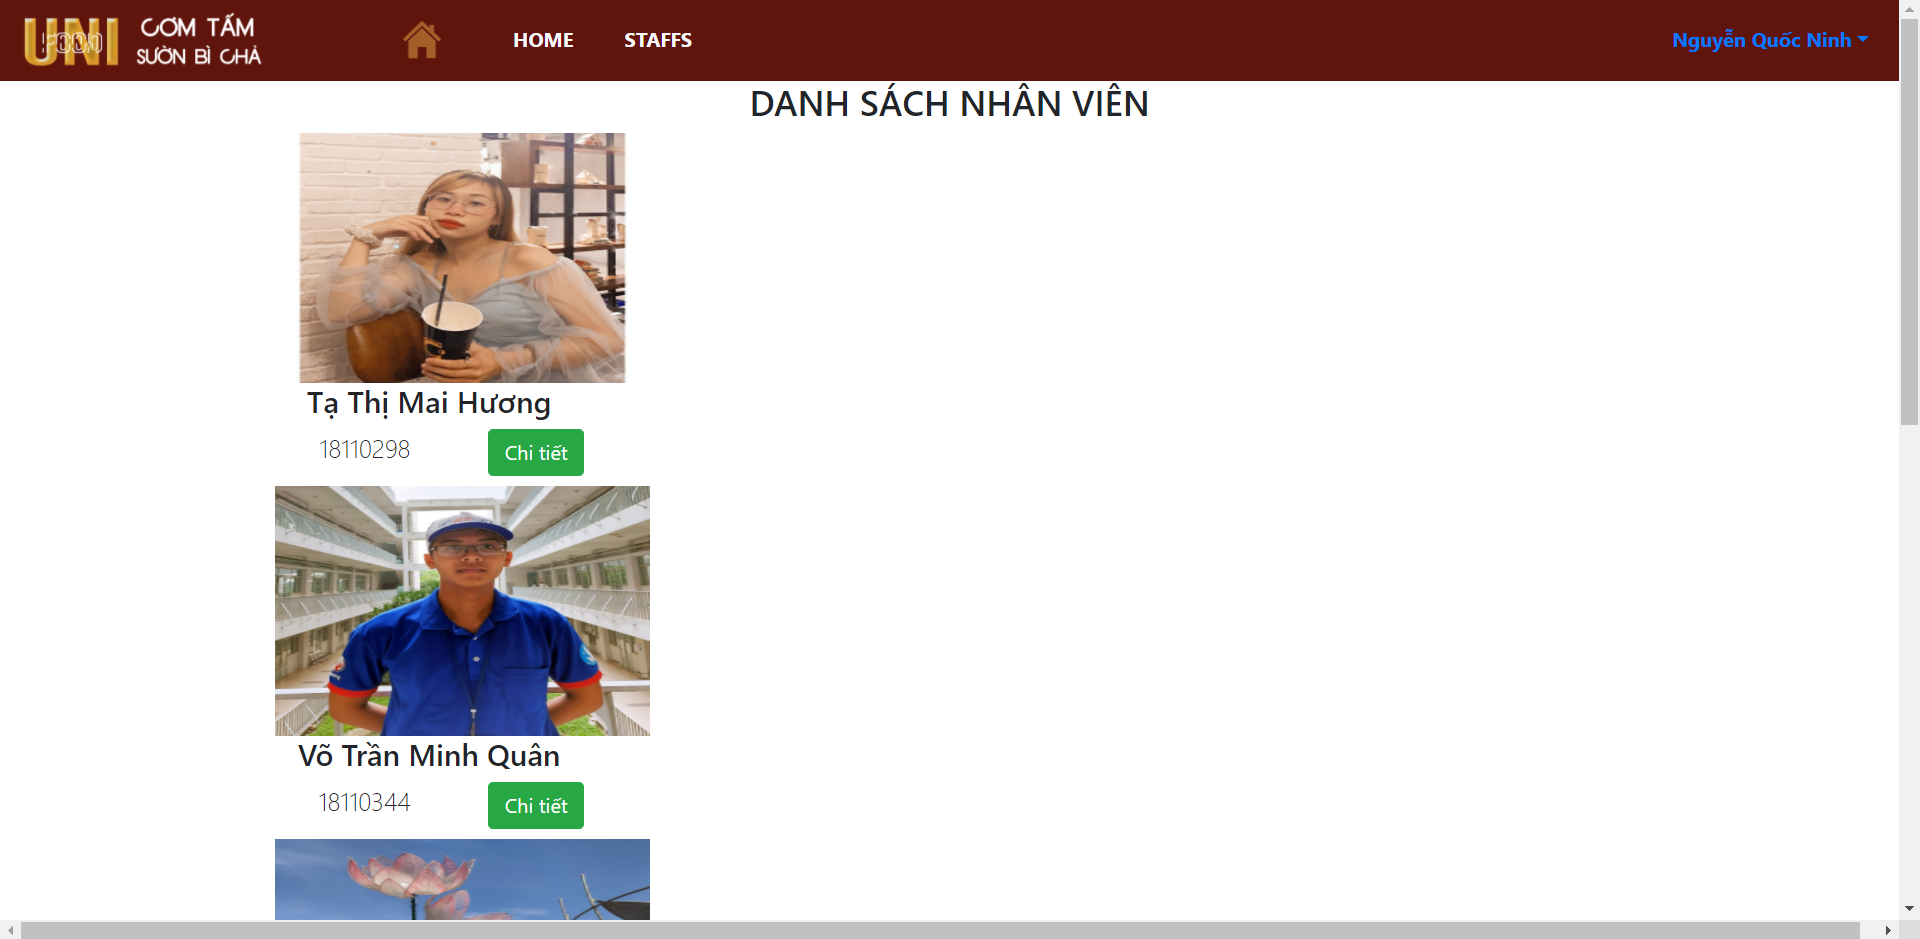 UNI FOOD
CƠM TẤM
SƯỜN BÌ CHẢ
HOME
STAFFS
Nguyễn Quốc Ninh
DANH SÁCH NHÂN VIÊN
Tạ Thị Mai Hương
18110298
Chi tiết
Võ Trần Minh Quân
18110344
Chi tiết